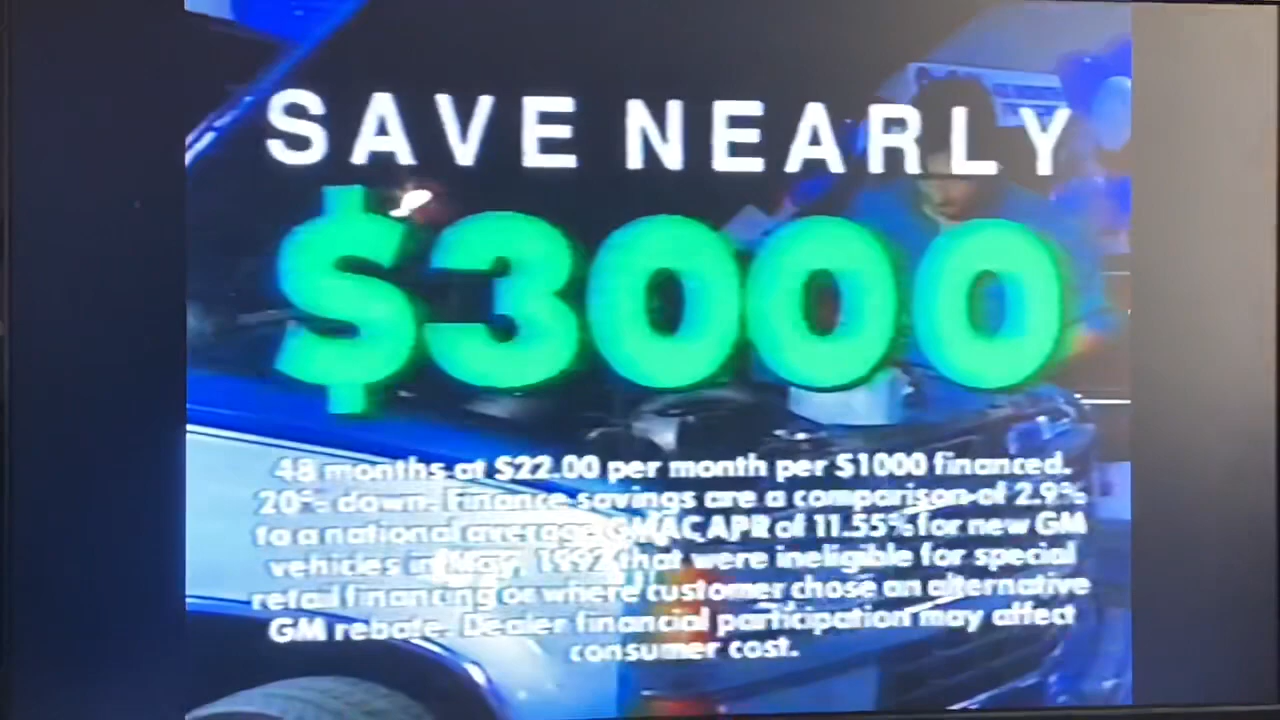 SAVE NEARLY
$3000
48 months at $22.00 per month per $1000 financed.
20% down. Finance savings are a comparison of 2.9%
to a national average GMAC APR of 11.55% for new GM
vehicles in May, 1992 that were ineligible for special
retail financing or where customer chose an alternative
GM rebate. Dealer financial participation may affect
consumer cost.